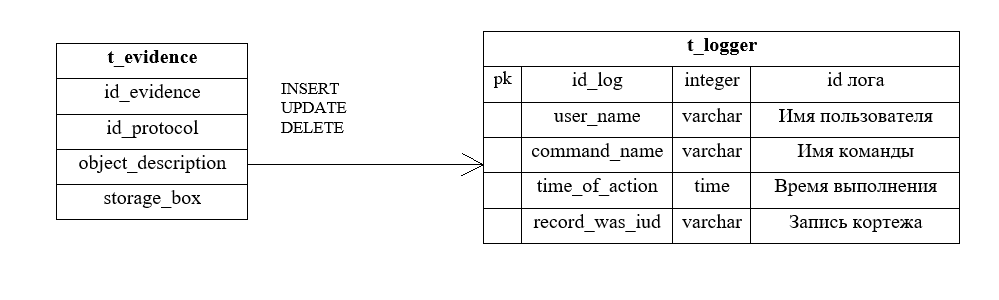 t_evidence
id_evidence
id_protocol
object_description
storage_box
INSERT
UPDATE
DELETE
t_logger
pk id_log integer id лога
user_name varchar Имя пользователя
command_name varchar Имя команды
time_of_action time Время выполнения
record_was_iud varchar Запись кортежа